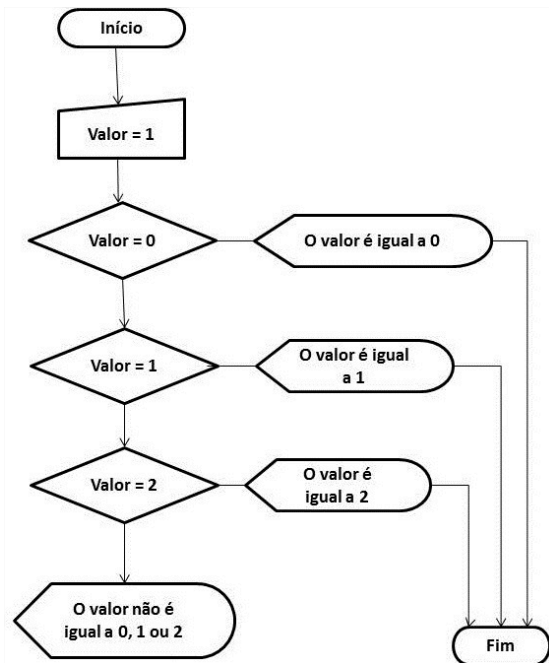 Início
Valor = 1
Valor = 0
O valor é igual a 0
Valor = 1
O valor é igual
a 1
Valor = 2
O valor é
igual a 2
O valor não é
igual a 0, 1 ou 2
Fim